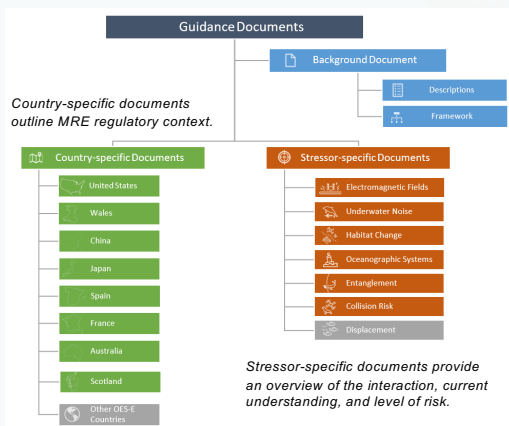 Guidance Documents
Background Document
Descriptions
Framework
Country-specific documents
outline MRE regulatory context.
Country-specific Documents
United States
Wales
China
Japan
Spain
France
Australia
Scotland
Other OES-E
Countries
Stressor-specific Documents
Electromagnetic Fields
Underwater Noise
Habitat Change
Oceanographic Systems
Entanglement
Collision Risk
Displacement
Stressor-specific documents provide
an overview of the interaction, current
understanding, and level of risk.